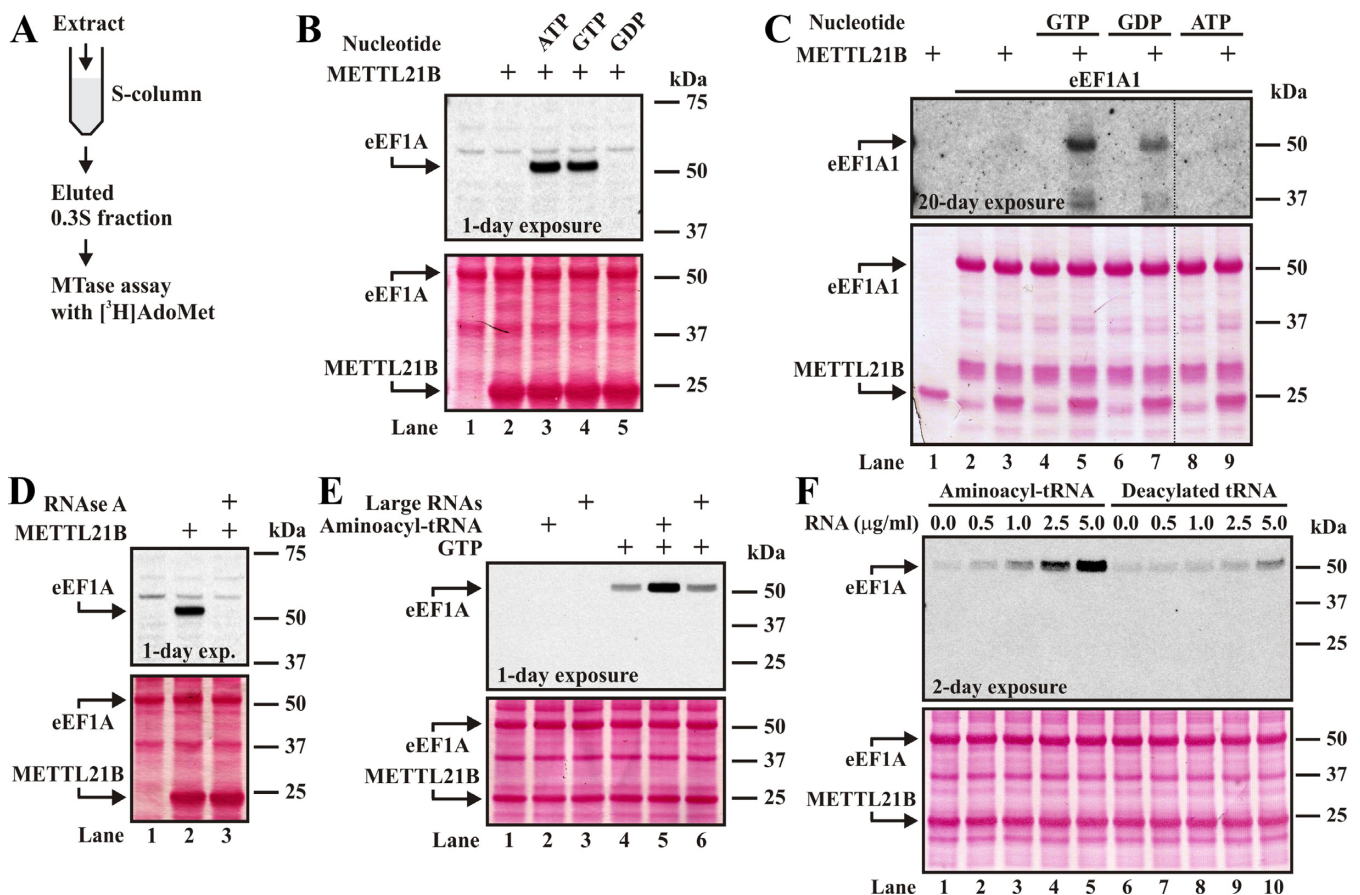 A
Extract
S-column
Eluted
0.3S fraction
MTase assay
with [³H]AdoMet
B
Nucleotide ATP GTP GDP
METTL21B + + + +
kDa
75
eEF1A
50
1-day exposure
37
eEF1A
50
37
METTL21B
25
Lane 1 2 3 4 5
C
Nucleotide GTP GDP ATP
METTL21B + + + + +
eEF1A1
kDa
50
eEF1A1
37
20-day exposure
50
eEF1A1
37
METTL21B
25
Lane 1 2 3 4 5 6 7 8 9
D
RNAse A +
METTL21B + +
kDa
75
eEF1A
50
1-day exp.
37
50
eEF1A
37
METTL21B
25
Lane 1 2 3
E
Large RNAs + +
Aminoacyl-tRNA + +
GTP + + +
kDa
50
eEF1A
37
25
1-day exposure
50
eEF1A
37
METTL21B
25
Lane 1 2 3 4 5 6
F
Aminoacyl-tRNA Deacylated tRNA
RNA (μg/ml) 0.0 0.5 1.0 2.5 5.0 0.0 0.5 1.0 2.5 5.0
kDa
50
eEF1A
37
25
2-day exposure
50
eEF1A
37
METTL21B
25
Lane 1 2 3 4 5 6 7 8 9 10